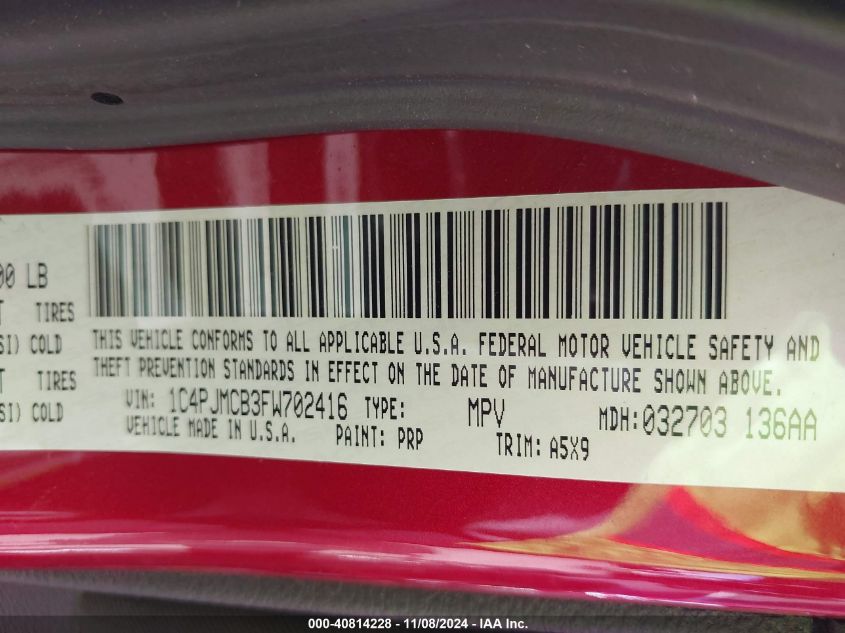 00 LB
TIRES
SI) COLD
THIS VEHICLE CONFORMS TO ALL APPLICABLE U.S.A. FEDERAL MOTOR VEHICLE SAFETY AND
THEFT PREVENTION STANDARDS IN EFFECT ON THE DATE OF MANUFACTURE SHOWN ABOVE.
T TIRES
SI) COLD
VIN: 1C4PJMCB3FW702416 TYPE: MPV MDH:032703 136AA
VEHICLE MADE IN U.S.A. PAINT: PRP TRIM: A5X9
000-40814228 - 11/08/2024 - IAA Inc.